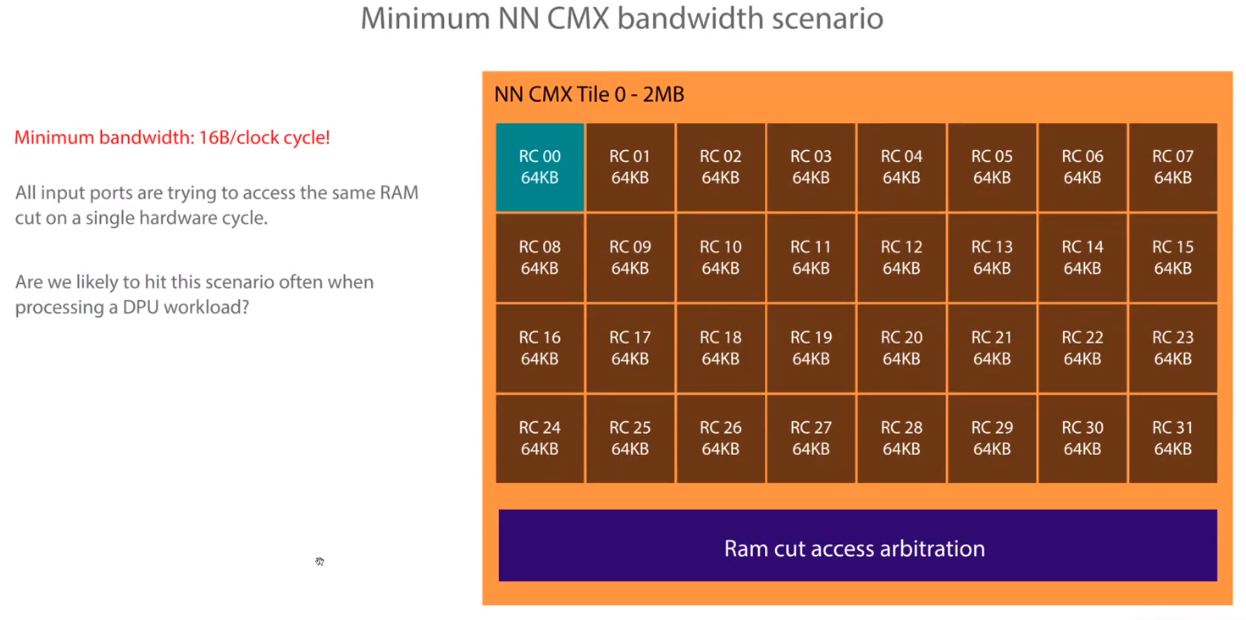 Minimum NN CMX bandwidth scenario
NN CMX Tile 0 - 2MB
Minimum bandwidth: 16B/clock cycle!
All input ports are trying to access the same RAM
cut on a single hardware cycle.
Are we likely to hit this scenario often when
processing a DPU workload?
RC 00 RC 01 RC 02 RC 03 RC 04 RC 05 RC 06 RC 07
64KB 64KB 64KB 64KB 64KB 64KB 64KB 64KB
RC 08 RC 09 RC 10 RC 11 RC 12 RC 13 RC 14 RC 15
64KB 64KB 64KB 64KB 64KB 64KB 64KB 64KB
RC 16 RC 17 RC 18 RC 19 RC 20 RC 21 RC 22 RC 23
64KB 64KB 64KB 64KB 64KB 64KB 64KB 64KB
RC 24 RC 25 RC 26 RC 27 RC 28 RC 29 RC 30 RC 31
64KB 64KB 64KB 64KB 64KB 64KB 64KB 64KB
Ram cut access arbitration